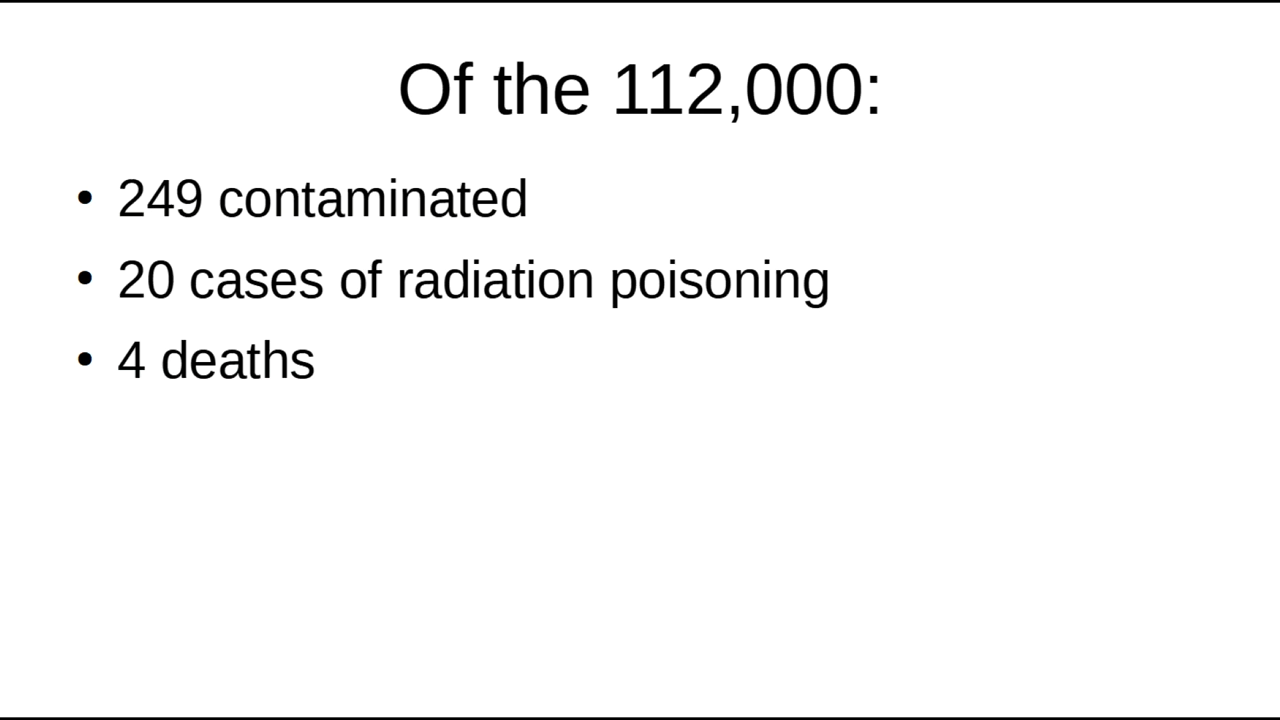 Of the 112,000:
• 249 contaminated
• 20 cases of radiation poisoning
• 4 deaths